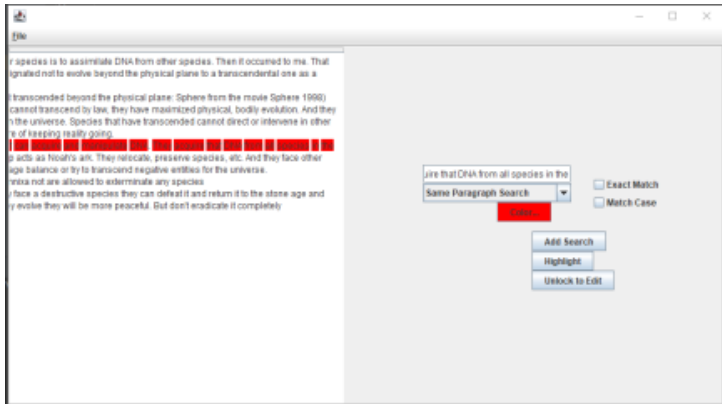 File
r species is to assimilate DNA from other species. Then it occurred to me. That
ignated not to evolve beyond the physical plane to a transcendental one as a
l transcended beyond the physical plane: Sphere from the movie Sphere 1998)
cannot transcend by law, they have maximized physical, bodily evolution. And they
n the universe. Species that have transcended cannot direct or intervene in other
re of keeping reality going.
p acts as Noah's ark. They relocate, preserve species, etc. And they face other
age balance or try to transcend negative entities for the universe.
not are allowed to exterminate any species
y face a destructive species they can defeat it and return it to the stone age and
y evolve they will be more peaceful. But don't eradicate it completely
uire that DNA from all species in the
Same Paragraph Search
Exact Match
Match Case
Color...
Add Search
Highlight
Unlock to Edit